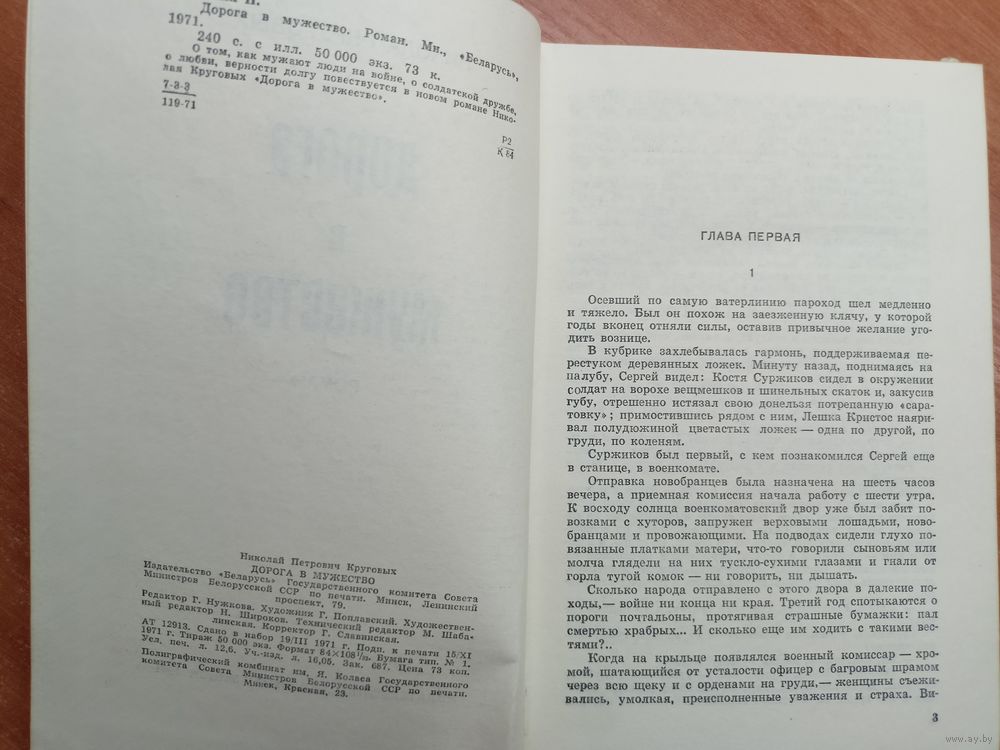 Н.
Дорога в мужество. Роман. Мн., «Беларусь»,
1971.
240 с. с илл. 50 000 экз. 73 к.
О том, как мужают люди на войне, о солдатской дружбе,
о любви, верности долгу повествуется в новом романе Нико-
лая Круговых «Дорога в мужество».
7-3-3
119-71
Р2
К 84
Николай Петрович Круговых
ДОРОГА В МУЖЕСТВО
Издательство «Беларусь» Государственного комитета Совета
Министров Белорусской ССР по печати. Минск, Ленинский
проспект, 79.
Редактор Г. Нужкова. Художник Г. Поплавский. Художествен-
ный редактор Н. Широков. Технический редактор М. Шаба-
линская. Корректор Г. Славинская.
АТ 12913. Сдано в набор 19/III 1971 г. Подп. к печати 15/XI
1971 г. Тираж 50 000 экз. Формат 84×108¹/₃₂. Бумага тип. № 1.
Усл. печ. л. 12,6. Уч.-изд. л. 16,05. Зак. 687. Цена 73 коп.
Полиграфический комбинат им. Я. Коласа Государственного
комитета Совета Министров Белорусской ССР по печати.
Минск, Красная, 23.
ГЛАВА ПЕРВАЯ
1
Осевший по самую ватерлинию пароход шел медленно
и тяжело. Был он похож на заезженную клячу, у которой
годы вконец отняли силы, оставив привычное желание уго-
дить вознице.
В кубрике захлебывалась гармонь, поддерживаемая пе-
рестуком деревянных ложек. Минуту назад, поднимаясь на
палубу, Сергей видел: Костя Суржиков сидел в окружении
солдат на ворохе вещмешков и шинельных скаток и, закусив
губу, отрешенно истязал свою донельзя потрепанную «сара-
товку»; примостившись рядом с ним, Лешка Кристос наяри-
вал полудюжиной цветастых ложек — одна по другой, по
груди, по коленям.
Суржиков был первый, с кем познакомился Сергей еще
в станице, в военкомате.
Отправка новобранцев была назначена на шесть часов
вечера, а приемная комиссия начала работу с шести утра.
К восходу солнца военкоматовский двор уже был забит по-
возками с хуторов, запружен верховыми лошадьми, ново-
бранцами и провожающими. На подводах сидели глухо по-
вязанные платками матери, что-то говорили сыновьям или
молча глядели на них тускло-сухими глазами и гнали от
горла тугой комок — ни говорить, ни дышать.
Сколько народа отправлено с этого двора в далекие по-
ходы,— войне ни конца ни края. Третий год спотыкаются о
пороги почтальоны, протягивая страшные бумажки: пал
смертью храбрых... И сколько еще им ходить с такими вес-
тями?..
Когда на крыльце появлялся военный комиссар — хро-
мой, шатающийся от усталости офицер с багровым шрамом
через всю щеку и с орденами на груди,— женщины съежи-
вались, умолкая, преисполненные уважения и страха. Ви-
3
www.ay.by